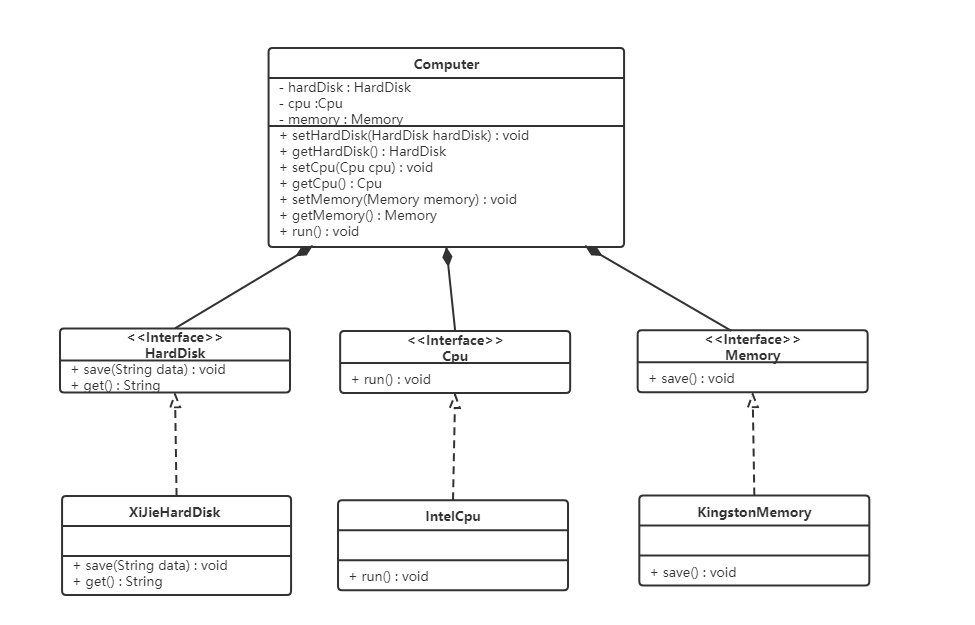 Computer
- hardDisk : HardDisk
- cpu :Cpu
- memory : Memory
+ setHardDisk(HardDisk hardDisk) : void
+ getHardDisk() : HardDisk
+ setCpu(Cpu cpu) : void
+ getCpu() : Cpu
+ setMemory(Memory memory) : void
+ getMemory() : Memory
+ run() : void
<<Interface>>
HardDisk
+ save(String data) : void
+ get() : String
<<Interface>>
Cpu
+ run() : void
<<Interface>>
Memory
+ save() : void
XiJieHardDisk
+ save(String data) : void
+ get() : String
IntelCpu
+ run() : void
KingstonMemory
+ save() : void